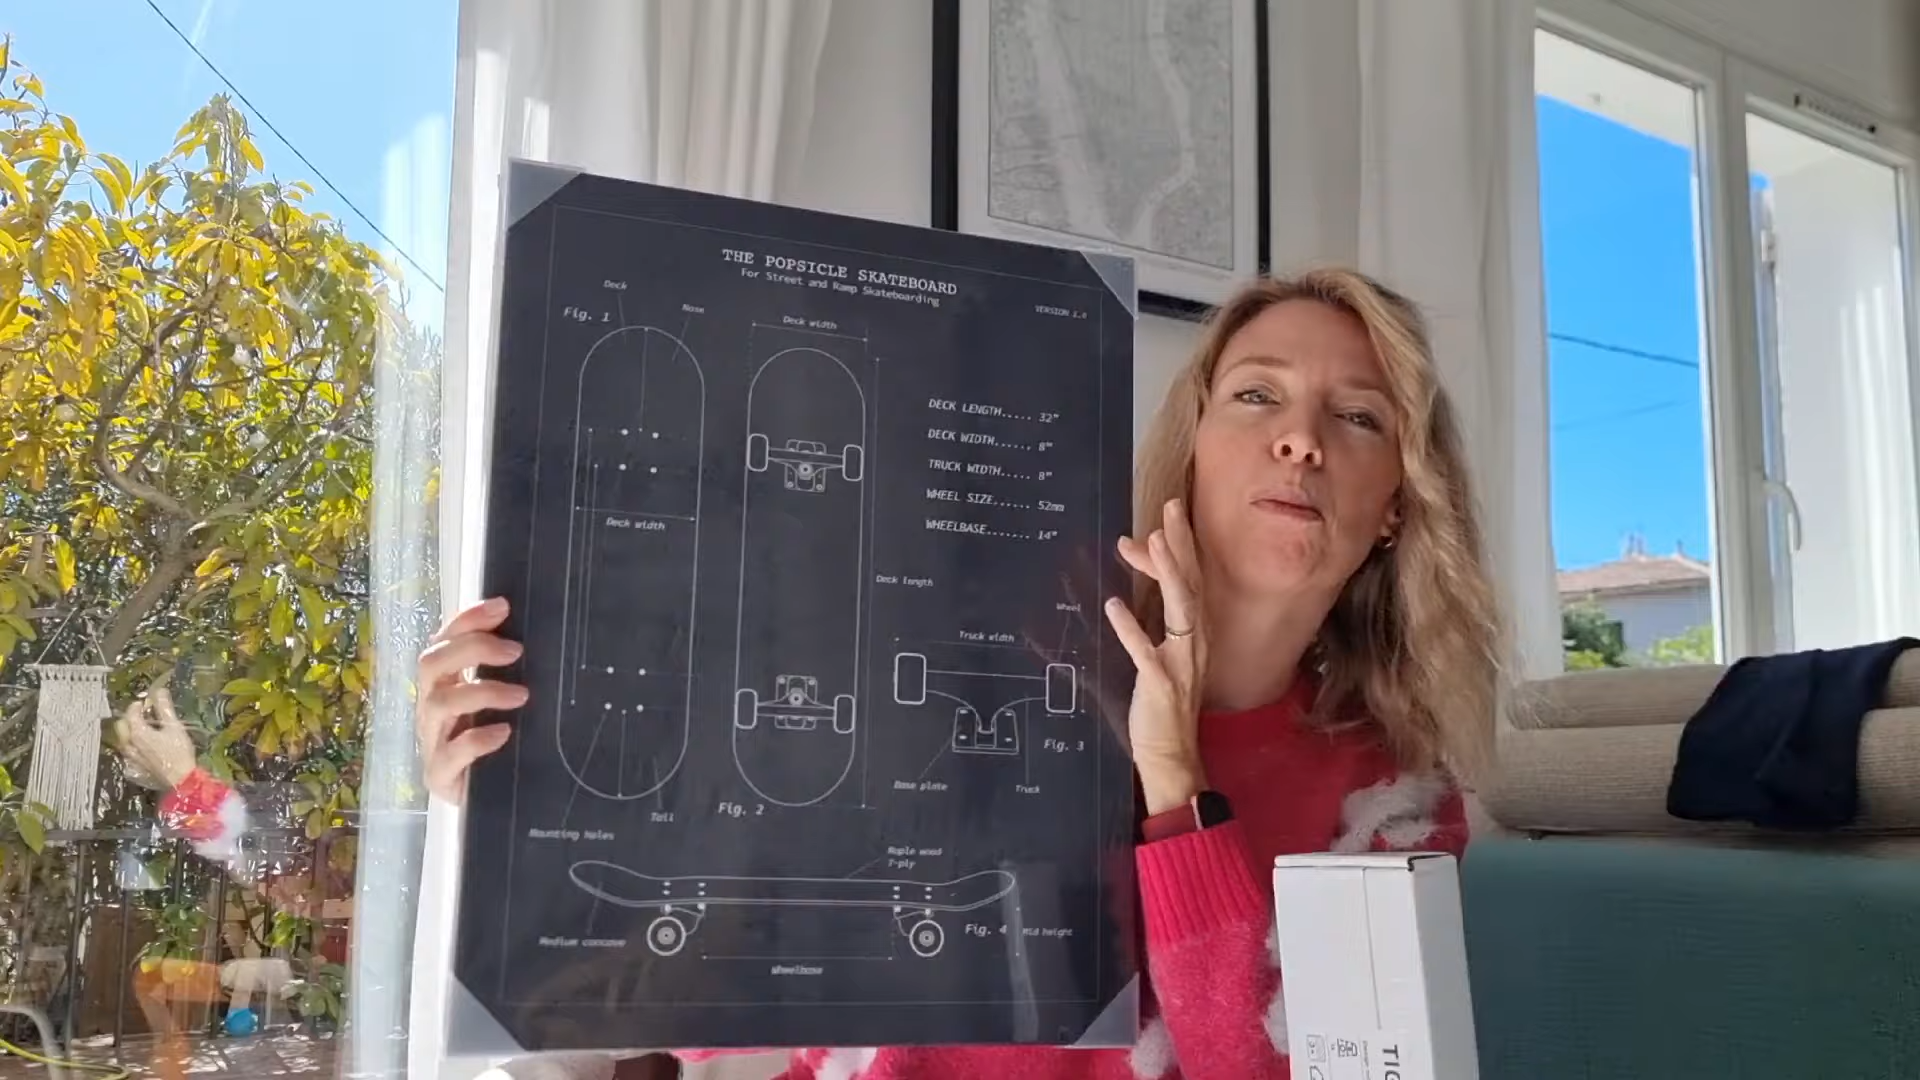 THE POPSICLE SKATEBOARD
For Street and Ramp Skateboarding
VERSION 1.0
Deck
Fig. 1
Nose
Deck width
DECK LENGTH..... 32"
DECK WIDTH...... 8"
TRUCK WIDTH..... 8"
WHEEL SIZE...... 52mm
WHEELBASE....... 14"
Deck width
Deck length
Wheel
Truck width
Fig. 3
Base plate
Truck
Fig. 2
Tail
Mounting holes
Maple wood
7-ply
Medium concave
Fig. 4
Mid height
Wheelbase